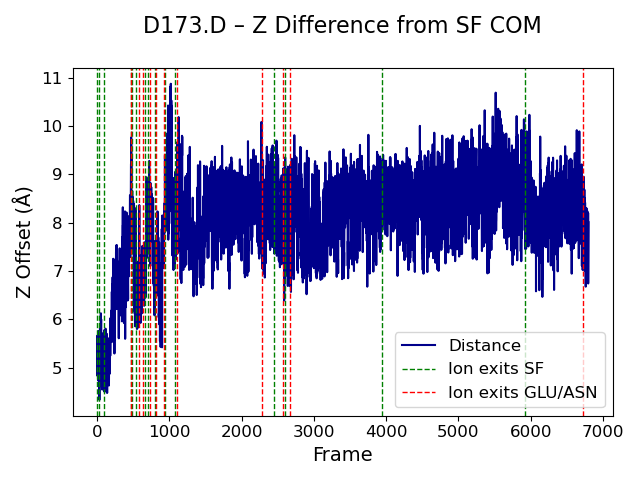 D173.D – Z Difference from SF COM
11
10
9
8
7
6
5
Z Offset (Å)
Distance
Ion exits SF
Ion exits GLU/ASN
0 1000 2000 3000 4000 5000 6000 7000
Frame